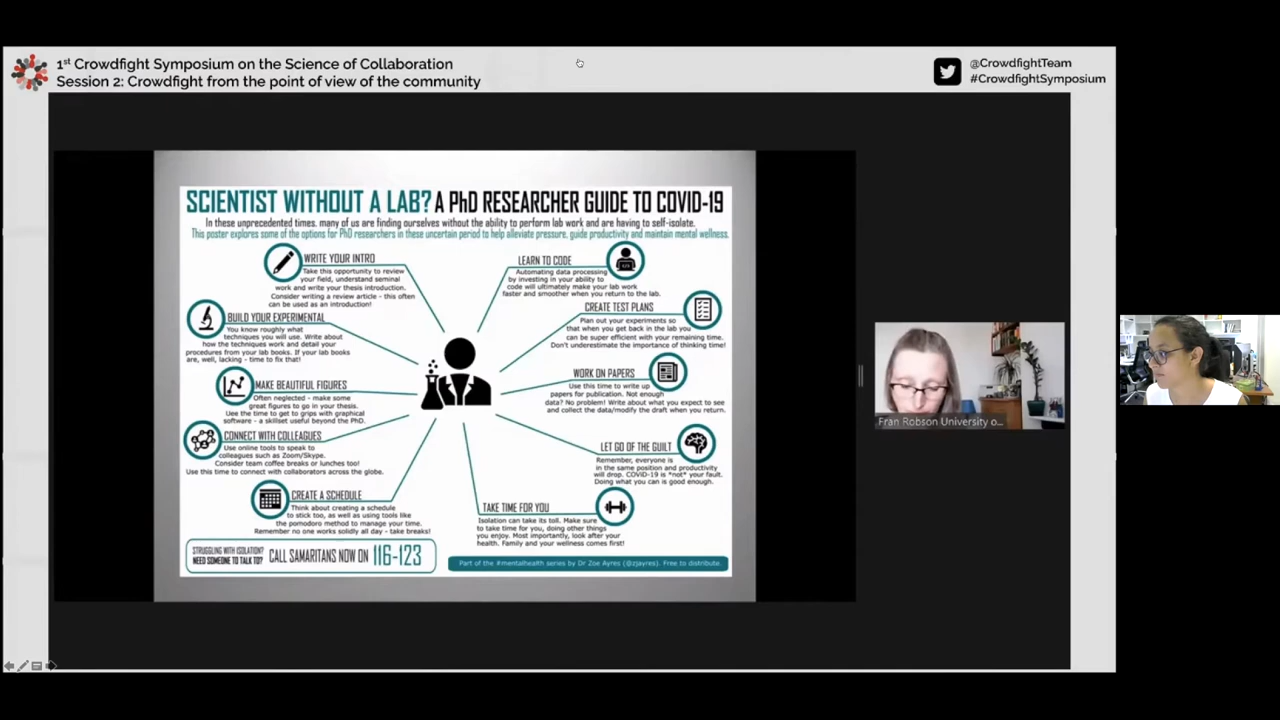 1st Crowdfight Symposium on the Science of Collaboration
Session 2: Crowdfight from the point of view of the community
@CrowdfightTeam
#CrowdfightSymposium
SCIENTIST WITHOUT A LAB? A PhD RESEARCHER GUIDE TO COVID-19
In these unprecedented times, many of us are finding ourselves without the ability to perform lab work and are having to self-isolate.
This poster explores some of the options for PhD researchers in these uncertain period to help alleviate pressure, guide productivity and maintain mental wellness.
WRITE YOUR INTRO
Take this opportunity to review
your field, understand seminal
work and write your thesis introduction.
Consider writing a review article - this often
can be used as an introduction!
BUILD YOUR EXPERIMENTAL
You know roughly what
techniques you will use. Write about
how the techniques work and detail your
procedures from your lab books. If your lab books
are, well, lacking - time to fix that!
MAKE BEAUTIFUL FIGURES
Often neglected - make some
great figures to go in your thesis.
Use the time to get to grips with graphical
software - a skillset useful beyond the PhD.
CONNECT WITH COLLEAGUES
Use online tools to speak to
colleagues such as Zoom/Skype.
Consider team coffee breaks or lunches too!
Use this time to connect with collaborators across the globe.
CREATE A SCHEDULE
Think about creating a schedule
to stick too, as well as using tools like
the pomodoro method to manage your time.
Remember no one works solidly all day - take breaks!
LEARN TO CODE
Automating data processing
by investing in your ability to
code will ultimately make your lab work
faster and smoother when you return to the lab.
CREATE TEST PLANS
Plan out your experiments so
that when you get back in the lab you
can be super efficient with your remaining time.
Don't underestimate the importance of thinking time!
WORK ON PAPERS
Use this time to write up
papers for publication. Not enough
data? No problem! Write about what you expect to see
and collect the data/modify the draft when you return.
LET GO OF THE GUILT
Remember, everyone is
in the same position and productivity
will drop. COVID-19 is *not* your fault.
Doing what you can is good enough.
TAKE TIME FOR YOU
Isolation can take its toll. Make sure
to take time for you, doing other things
you enjoy. Most importantly, look after your
health. Family and your wellness comes first!
STRUGGLING WITH ISOLATION?
NEED SOMEONE TO TALK TO?
CALL SAMARITANS NOW ON 116-123
Part of the #mentalhealth series by Dr Zoe Ayres (@zjayres). Free to distribute.
Fran Robson University o...